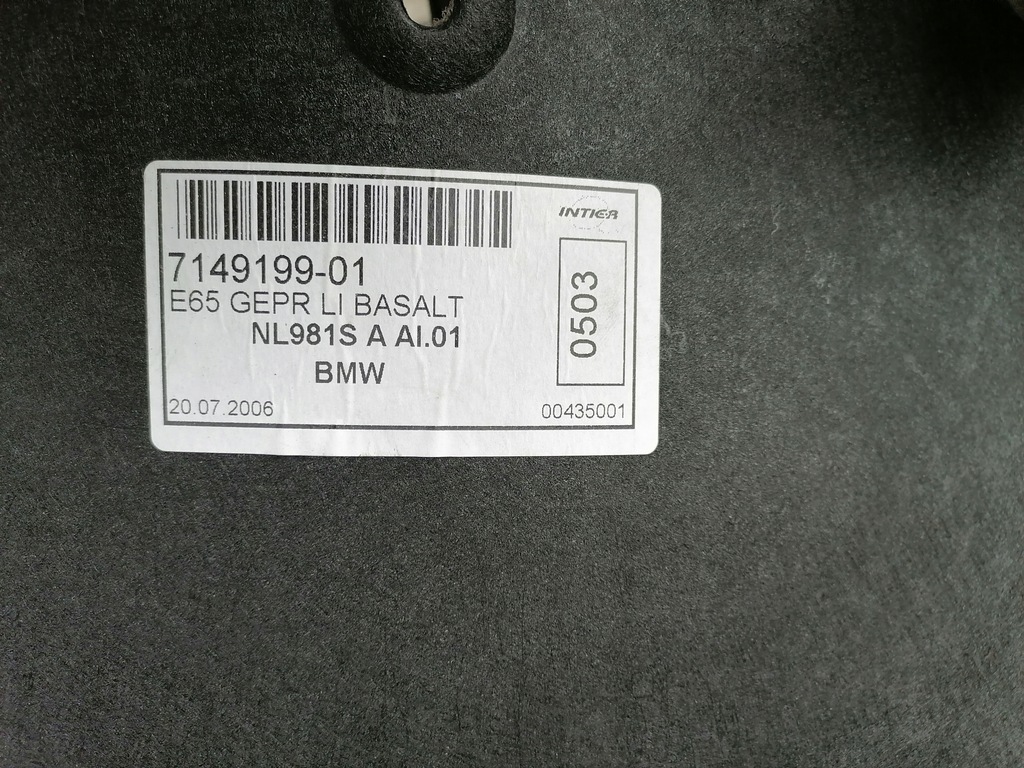 INTIER
7149199-01
E65 GEPR LI BASALT
NL981S A AI.01
BMW
0503
20.07.2006
00435001